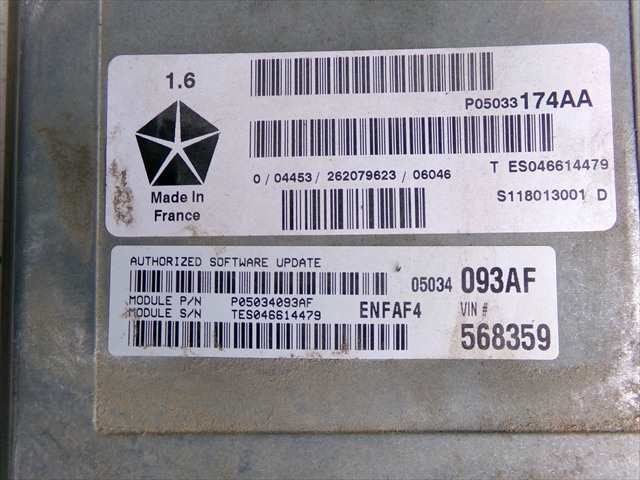 1.6
P05033174AA
0 / 04453 / 262079623 / 06046
T ES046614479
Made In
France
S118013001 D
AUTHORIZED SOFTWARE UPDATE
05034 093AF
MODULE P/N P05034093AF
MODULE S/N TES046614479
ENFAF4
VIN #
568359